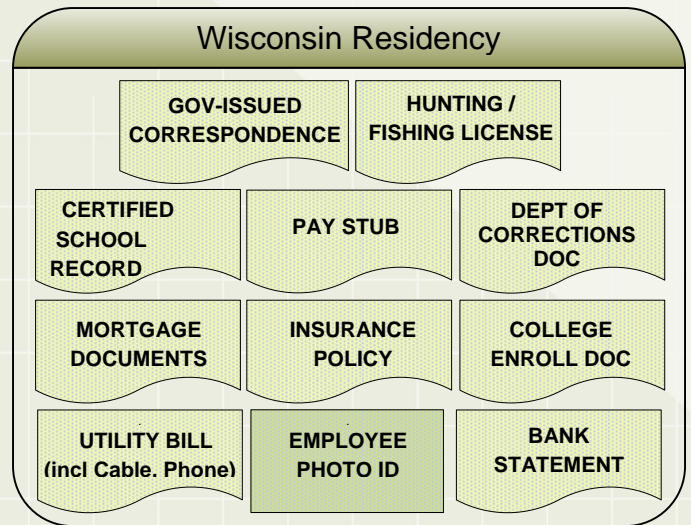 Wisconsin Residency
GOV-ISSUED
CORRESPONDENCE
HUNTING /
FISHING LICENSE
CERTIFIED
SCHOOL
RECORD
PAY STUB
DEPT OF
CORRECTIONS
DOC
MORTGAGE
DOCUMENTS
INSURANCE
POLICY
COLLEGE
ENROLL DOC
UTILITY BILL
(incl Cable. Phone)
EMPLOYEE
PHOTO ID
BANK
STATEMENT